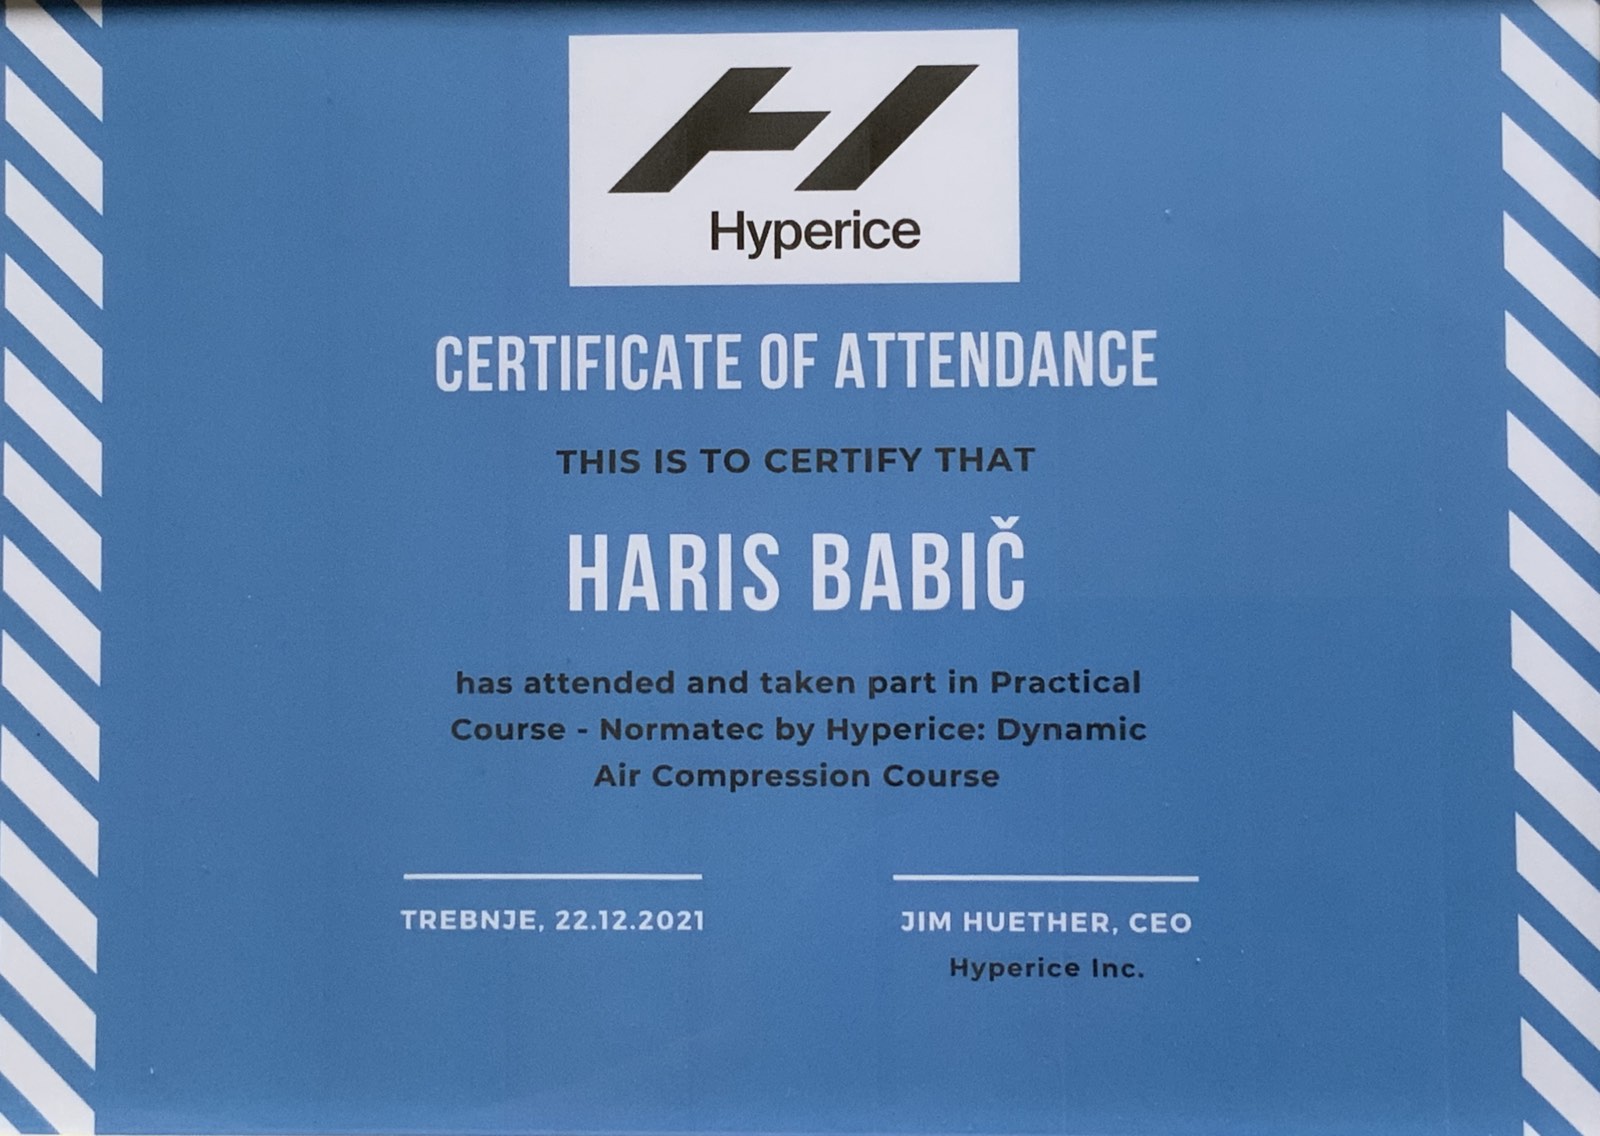 Hyperice
CERTIFICATE OF ATTENDANCE
THIS IS TO CERTIFY THAT
HARIS BABIČ
has attended and taken part in Practical
Course - Normatec by Hyperice: Dynamic
Air Compression Course
TREBNJE, 22.12.2021
JIM HUETHER, CEO
Hyperice Inc.